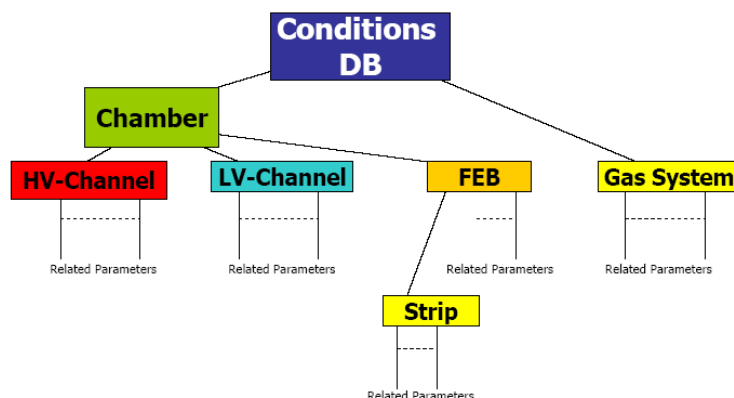 Conditions
DB
Chamber
HV-Channel
LV-Channel
FEB
Gas System
Related Parameters
Related Parameters
Related Parameters
Related Parameters
Strip
Related Parameters